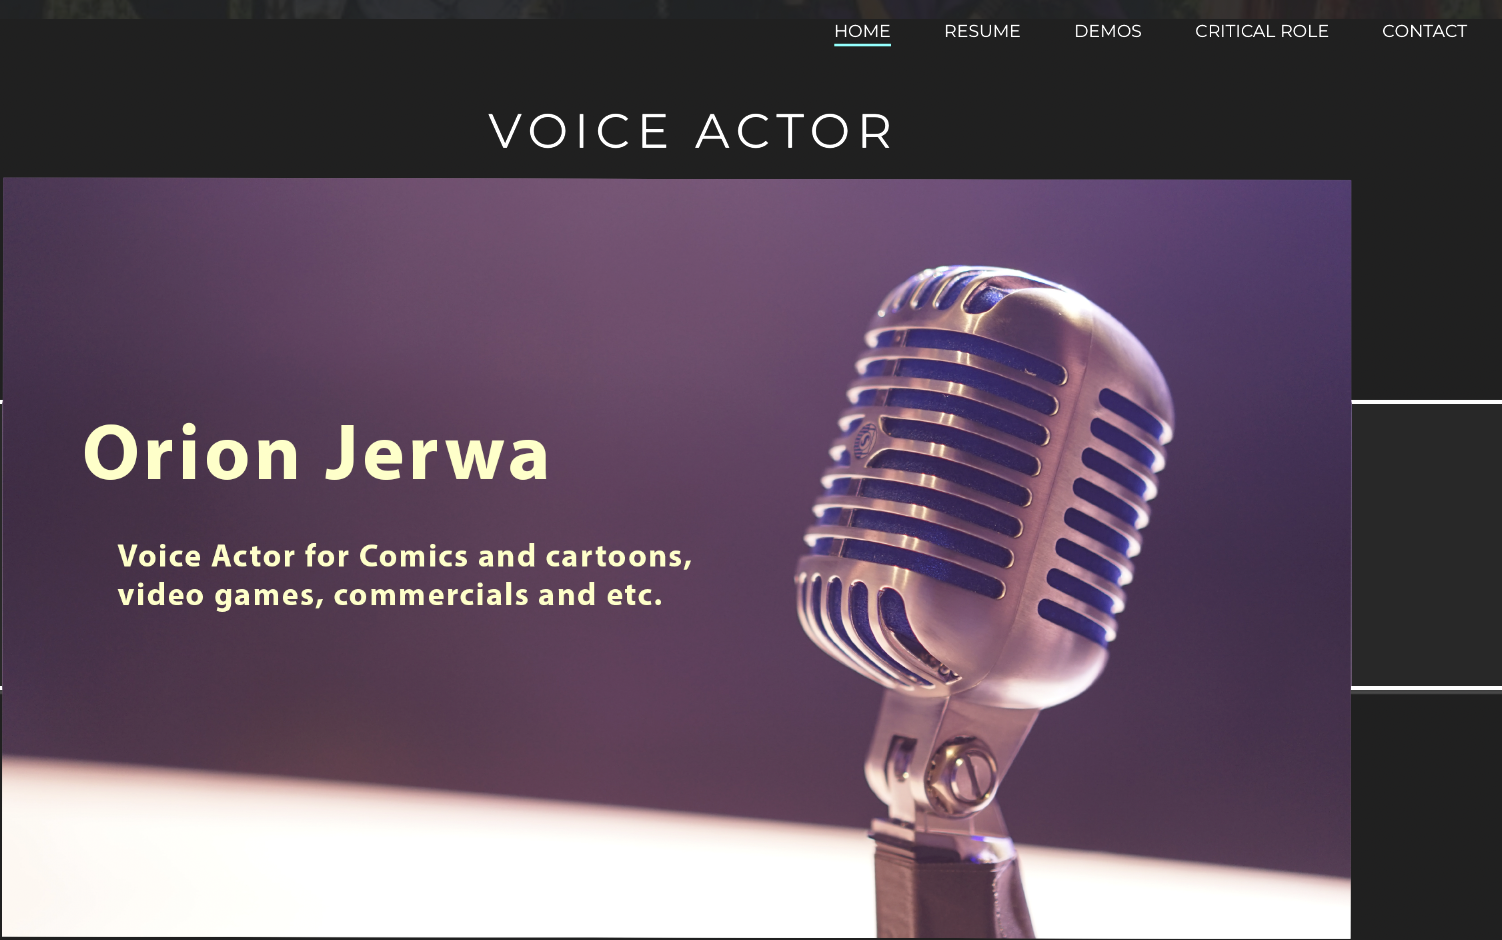 HOME RESUME DEMOS CRITICAL ROLE CONTACT
VOICE ACTOR
Orion Jerwa
Voice Actor for Comics and cartoons,
video games, commercials and etc.